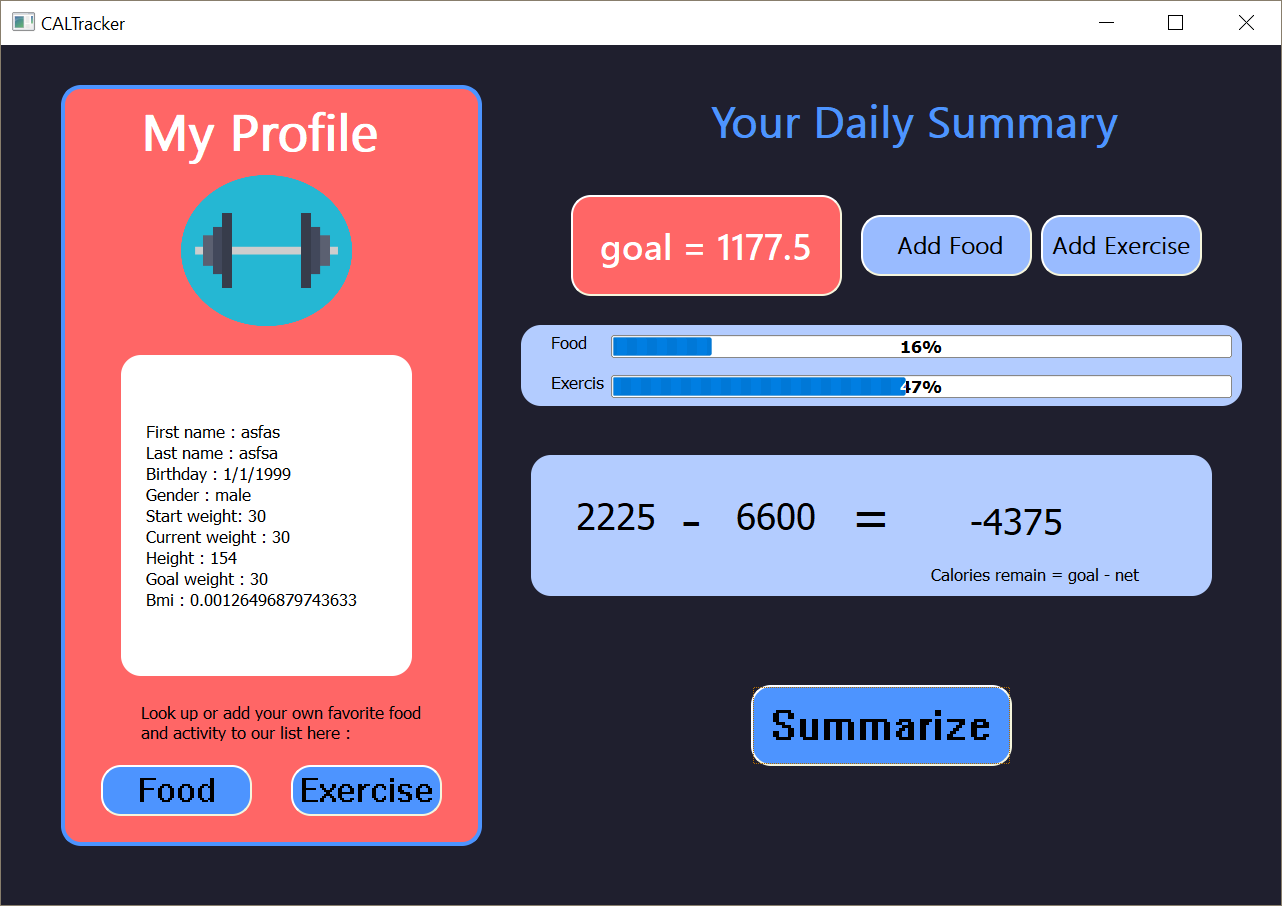 CALTracker
My Profile
First name : asfas
Last name : asfsa
Birthday : 1/1/1999
Gender : male
Start weight: 30
Current weight : 30
Height : 154
Goal weight : 30
Bmi : 0.00126496879743633
Look up or add your own favorite food
and activity to our list here :
Food
Exercise
Your Daily Summary
goal = 1177.5
Add Food
Add Exercise
Food
16%
Exercis
47%
2225 - 6600 = -4375
Calories remain = goal - net
Summarize